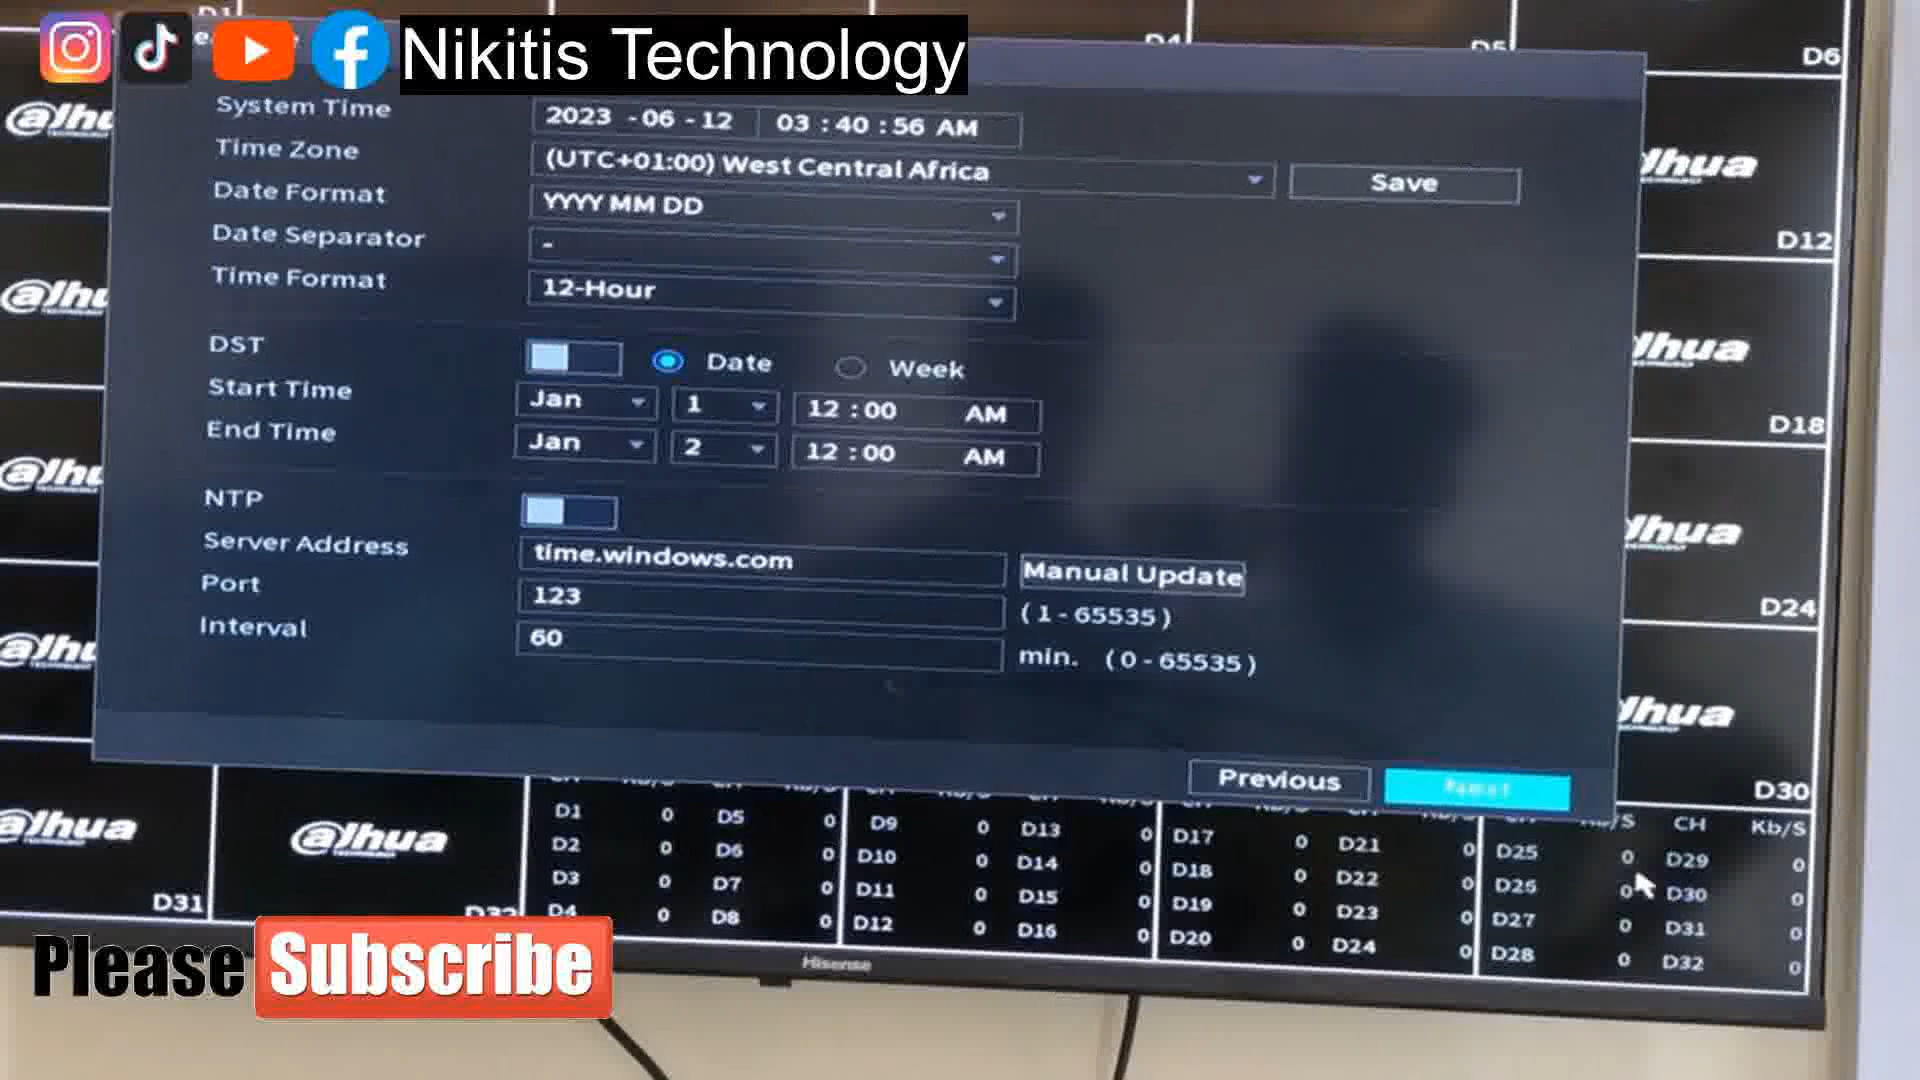 Nikitis Technology
D4
D5
D6
System Time 2023 - 06 - 12 03 : 40 : 56 AM
Time Zone (UTC+01:00) West Central Africa Save
Date Format YYYY MM DD
Date Separator -
Time Format 12-Hour
DST Date Week
Start Time Jan 1 12 : 00 AM
End Time Jan 2 12 : 00 AM
NTP
Server Address time.windows.com Manual Update
Port 123 ( 1 - 65535 )
Interval 60 min. ( 0 - 65535 )
Previous
D12
D18
D24
D30
alhua
TECHNOLOGY
D31
D32
CH Kb/S
D1 0 D5 0 D9 0 D13 0 D17 0 D21 0 D25 0 D29 0
D2 0 D6 0 D10 0 D14 0 D18 0 D22 0 D26 0 D30 0
D3 0 D7 0 D11 0 D15 0 D19 0 D23 0 D27 0 D31 0
D4 0 D8 0 D12 0 D16 0 D20 0 D24 0 D28 0 D32 0
Hisense
Please Subscribe